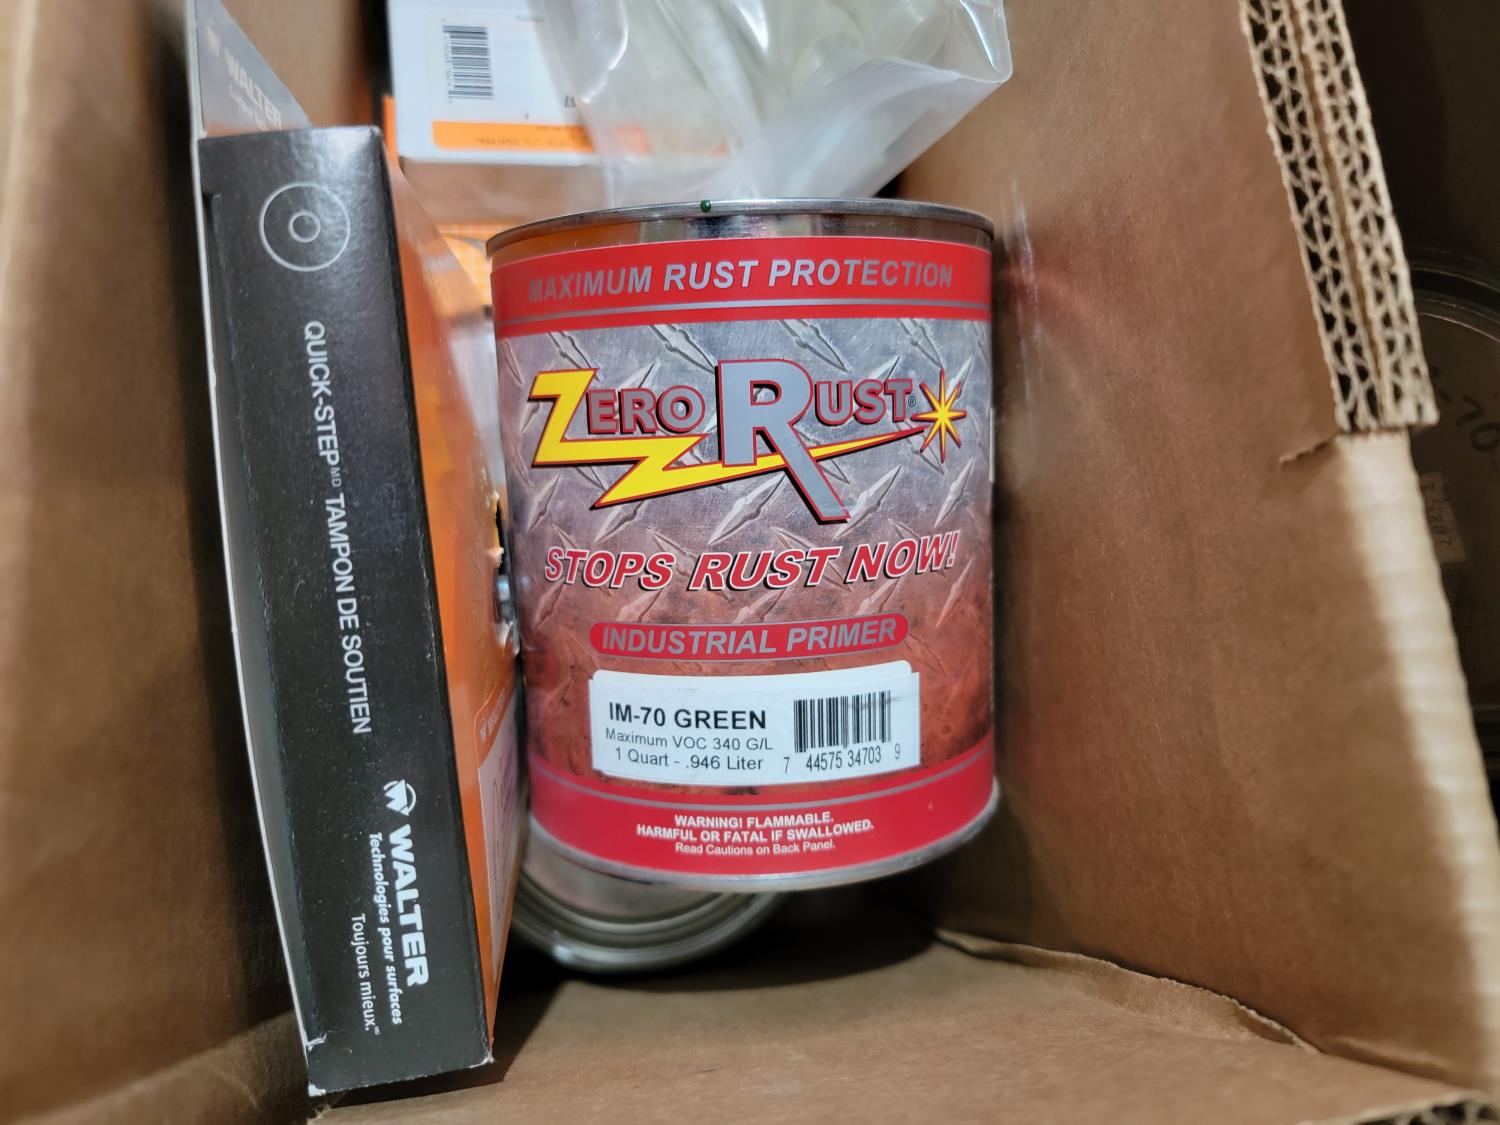 MAXIMUM RUST PROTECTION
ZERO RUST®
STOPS RUST NOW!
INDUSTRIAL PRIMER
IM-70 GREEN
Maximum VOC 340 G/L
1 Quart - .946 Liter
7 44575 34703 9
WARNING! FLAMMABLE.
HARMFUL OR FATAL IF SWALLOWED.
Read Cautions on Back Panel.
QUICK-STEP MD TAMPON DE SOUTIEN
WALTER
Technologies pour surfaces
Toujours mieux.
WALTER